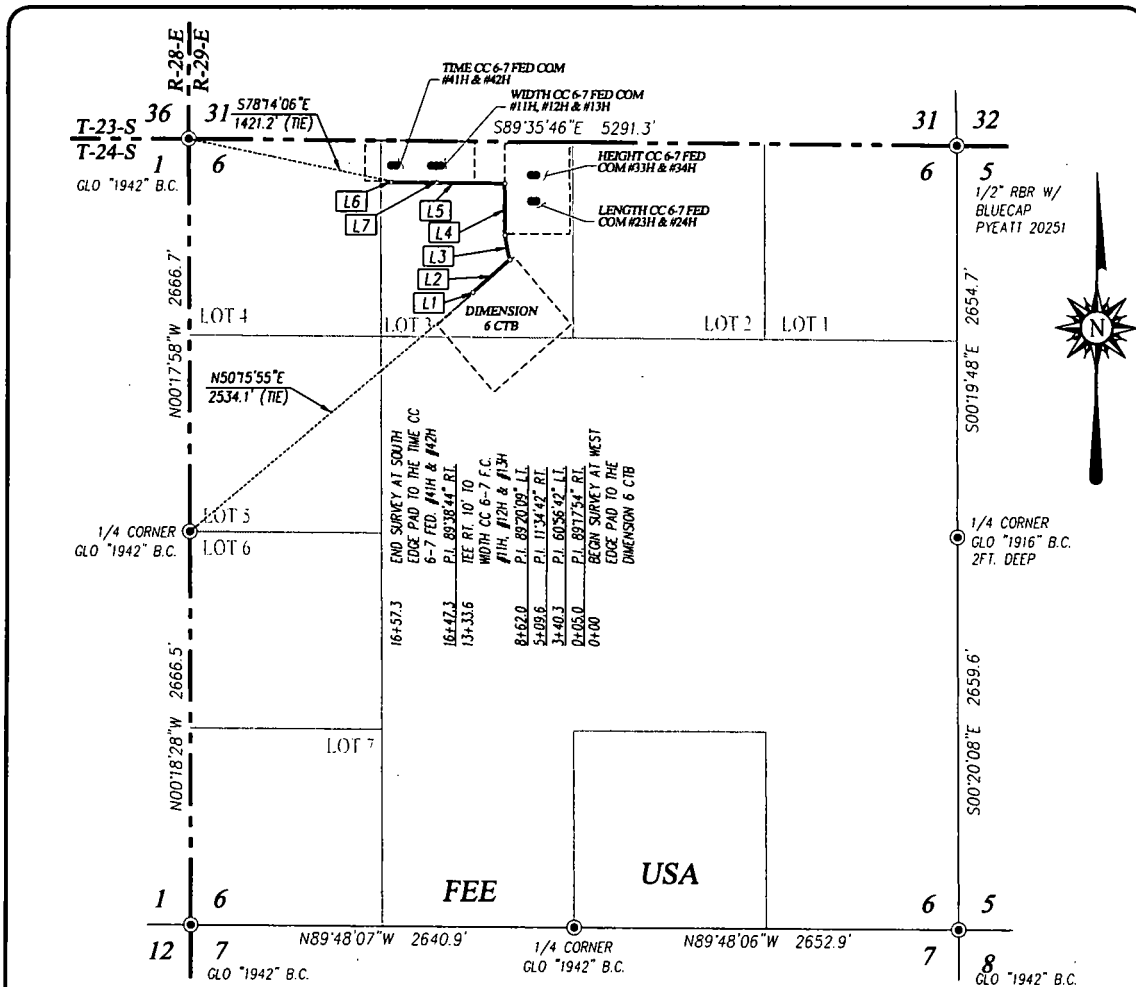 R-28-E
R-29-E
TIME CC 6-7 FED COM
#41H & #42H
WIDTH CC 6-7 FED COM
#11H, #12H & #13H
36
31
S78°14'06"E
1421.2' (TIE)
S89°35'46"E 5291.3'
31
32
T-23-S
T-24-S
1
6
GLO "1942" B.C.
HEIGHT CC 6-7 FED
COM #33H & #34H
6
5
1/2" RBR W/
BLUECAP
PYEATT 20251
L6
L7
L5
L4
LENGTH CC 6-7 FED
COM #23H & #24H
L3
L2
L1
N
DIMENSION
6 CTB
N00°17'58"W 2666.7'
S00°19'48"E 2654.7'
LOT 4
LOT 3
LOT 2
LOT 1
N50°15'55"E
2534.1' (TIE)
16+57.3 END SURVEY AT SOUTH
EDGE PAD TO THE TIME CC
6-7 FED. #41H & #42H
16+47.3 P.I. 89°38'44" RT.
13+33.6 TEE RT. 10' TO
WIDTH CC 6-7 F.C.
#11H, #12H & #13H
8+62.0 P.I. 89°20'09" LT.
5+09.6 P.I. 11°34'42" RT.
3+40.3 P.I. 60°56'42" LT.
0+05.0 P.I. 89°17'54" RT.
0+00 BEGIN SURVEY AT WEST
EDGE PAD TO THE
DIMENSION 6 CTB
1/4 CORNER
GLO "1942" B.C.
LOT 5
LOT 6
1/4 CORNER
GLO "1916" B.C.
2FT. DEEP
N00°18'28"W 2666.5'
S00°20'08"E 2659.6'
LOT 7
FEE
USA
1
6
6
5
12
7
GLO "1942" B.C.
N89°48'07"W 2640.9'
1/4 CORNER
GLO "1942" B.C.
N89°48'06"W 2652.9'
7
8
GLO "1942" B.C.